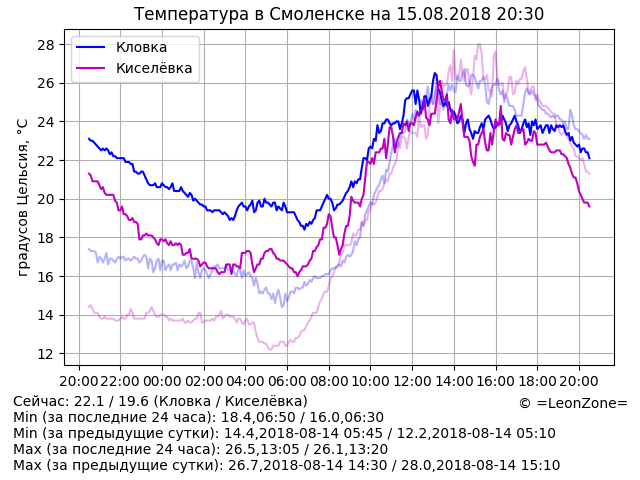 Температура в Смоленске на 15.08.2018 20:30
Кловка
Киселёвка
градусов Цельсия, °C
28
26
24
22
20
18
16
14
12
20:00 22:00 00:00 02:00 04:00 06:00 08:00 10:00 12:00 14:00 16:00 18:00 20:00
Сейчас: 22.1 / 19.6 (Кловка / Киселёвка)
© =LeonZone=
Min (за последние 24 часа): 18.4,06:50 / 16.0,06:30
Min (за предыдущие сутки): 14.4,2018-08-14 05:45 / 12.2,2018-08-14 05:10
Max (за последние 24 часа): 26.5,13:05 / 26.1,13:20
Max (за предыдущие сутки): 26.7,2018-08-14 14:30 / 28.0,2018-08-14 15:10